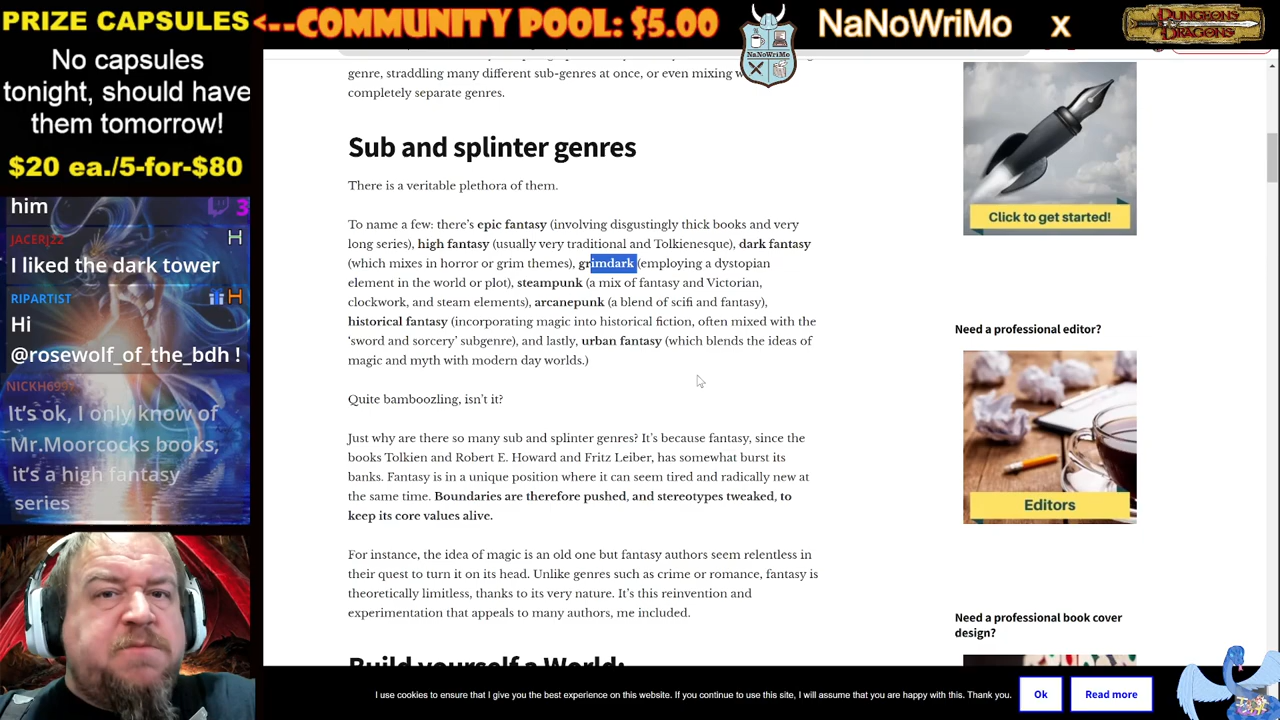 PRIZE CAPSULES
<--COMMUNITY POOL: $5.00
NaNoWriMo
NaNoWriMo
x
DUNGEONS
DRAGONS
No capsules
tonight, should have
them tomorrow!
$20 ea./5-for-$80
him
3
JACERJ22
I liked the dark tower
RIPARTIST
Hi
@rosewolf_of_the_bdh !
It's ok, I only know of
Mr.Moorcocks books,
it's a high fantasy
series
genre, straddling many different sub-genres at once, or even mixing
completely separate genres.
Sub and splinter genres
There is a veritable plethora of them.
To name a few: there's epic fantasy (involving disgustingly thick books and very
long series), high fantasy (usually very traditional and Tolkienesque), dark fantasy
(which mixes in horror or grim themes), grimdark (employing a dystopian
element in the world or plot), steampunk (a mix of fantasy and Victorian,
clockwork, and steam elements), arcanepunk (a blend of scifi and fantasy),
historical fantasy (incorporating magic into historical fiction, often mixed with the
'sword and sorcery' subgenre), and lastly, urban fantasy (which blends the ideas of
magic and myth with modern day worlds.)
Quite bamboozling, isn't it?
Just why are there so many sub and splinter genres? It's because fantasy, since the
books Tolkien and Robert E. Howard and Fritz Leiber, has somewhat burst its
banks. Fantasy is in a unique position where it can seem tired and radically new at
the same time. Boundaries are therefore pushed, and stereotypes tweaked, to
keep its core values alive.
For instance, the idea of magic is an old one but fantasy authors seem relentless in
their quest to turn it on its head. Unlike genres such as crime or romance, fantasy is
theoretically limitless, thanks to its very nature. It's this reinvention and
experimentation that appeals to many authors, me included.
Build yourself a World:
Click to get started!
Need a professional editor?
Editors
Need a professional book cover
design?
I use cookies to ensure that I give you the best experience on this website. If you continue to use this site, I will assume that you are happy with this. Thank you.
Ok
Read more